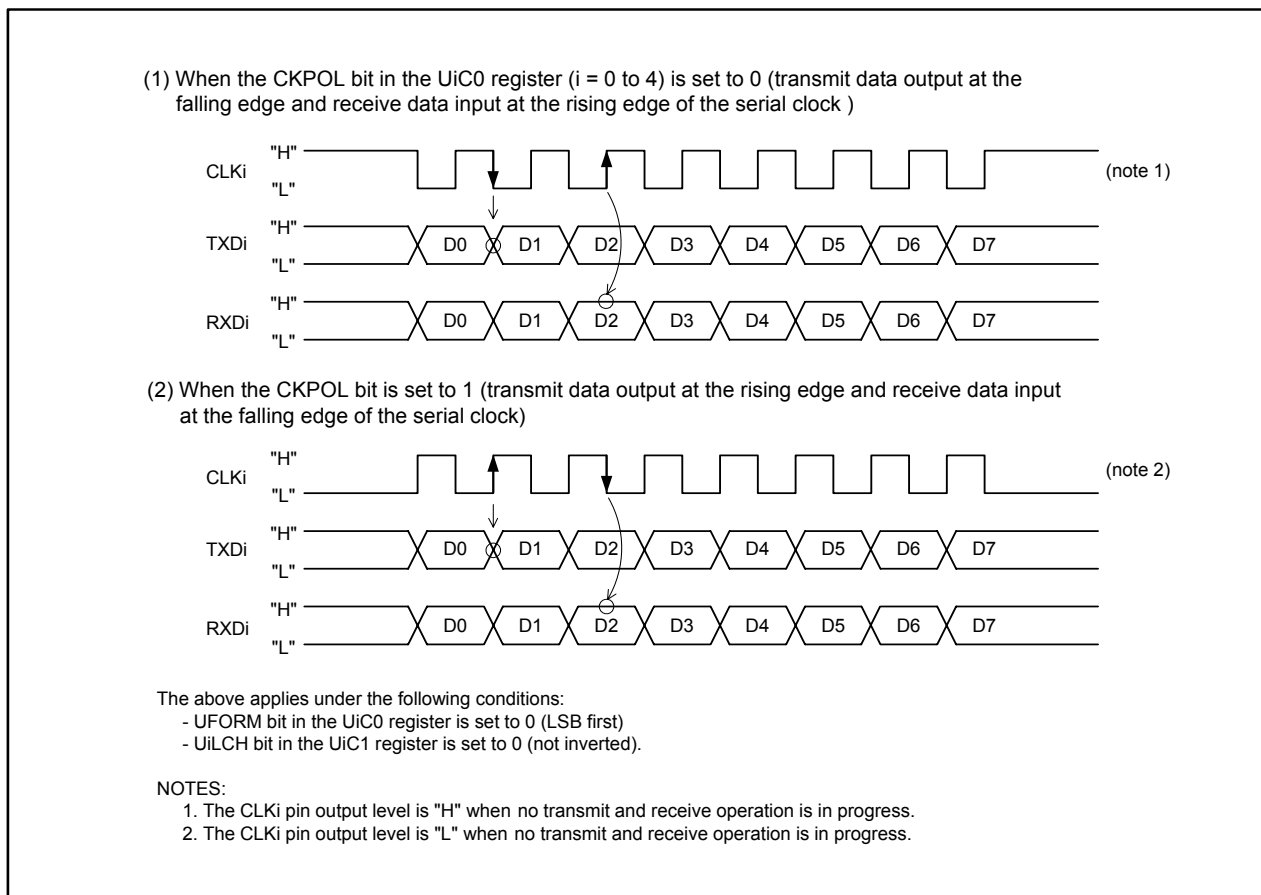 (1) When the CKPOL bit in the UiC0 register (i = 0 to 4) is set to 0 (transmit data output at the
falling edge and receive data input at the rising edge of the serial clock )
"H"
CLKi
"L"
(note 1)
"H"
TXDi
"L"
D0 D1 D2 D3 D4 D5 D6 D7
"H"
RXDi
"L"
D0 D1 D2 D3 D4 D5 D6 D7
(2) When the CKPOL bit is set to 1 (transmit data output at the rising edge and receive data input
at the falling edge of the serial clock)
"H"
CLKi
"L"
(note 2)
"H"
TXDi
"L"
D0 D1 D2 D3 D4 D5 D6 D7
"H"
RXDi
"L"
D0 D1 D2 D3 D4 D5 D6 D7
The above applies under the following conditions:
- UFORM bit in the UiC0 register is set to 0 (LSB first)
- UiLCH bit in the UiC1 register is set to 0 (not inverted).
NOTES:
1. The CLKi pin output level is "H" when no transmit and receive operation is in progress.
2. The CLKi pin output level is "L" when no transmit and receive operation is in progress.